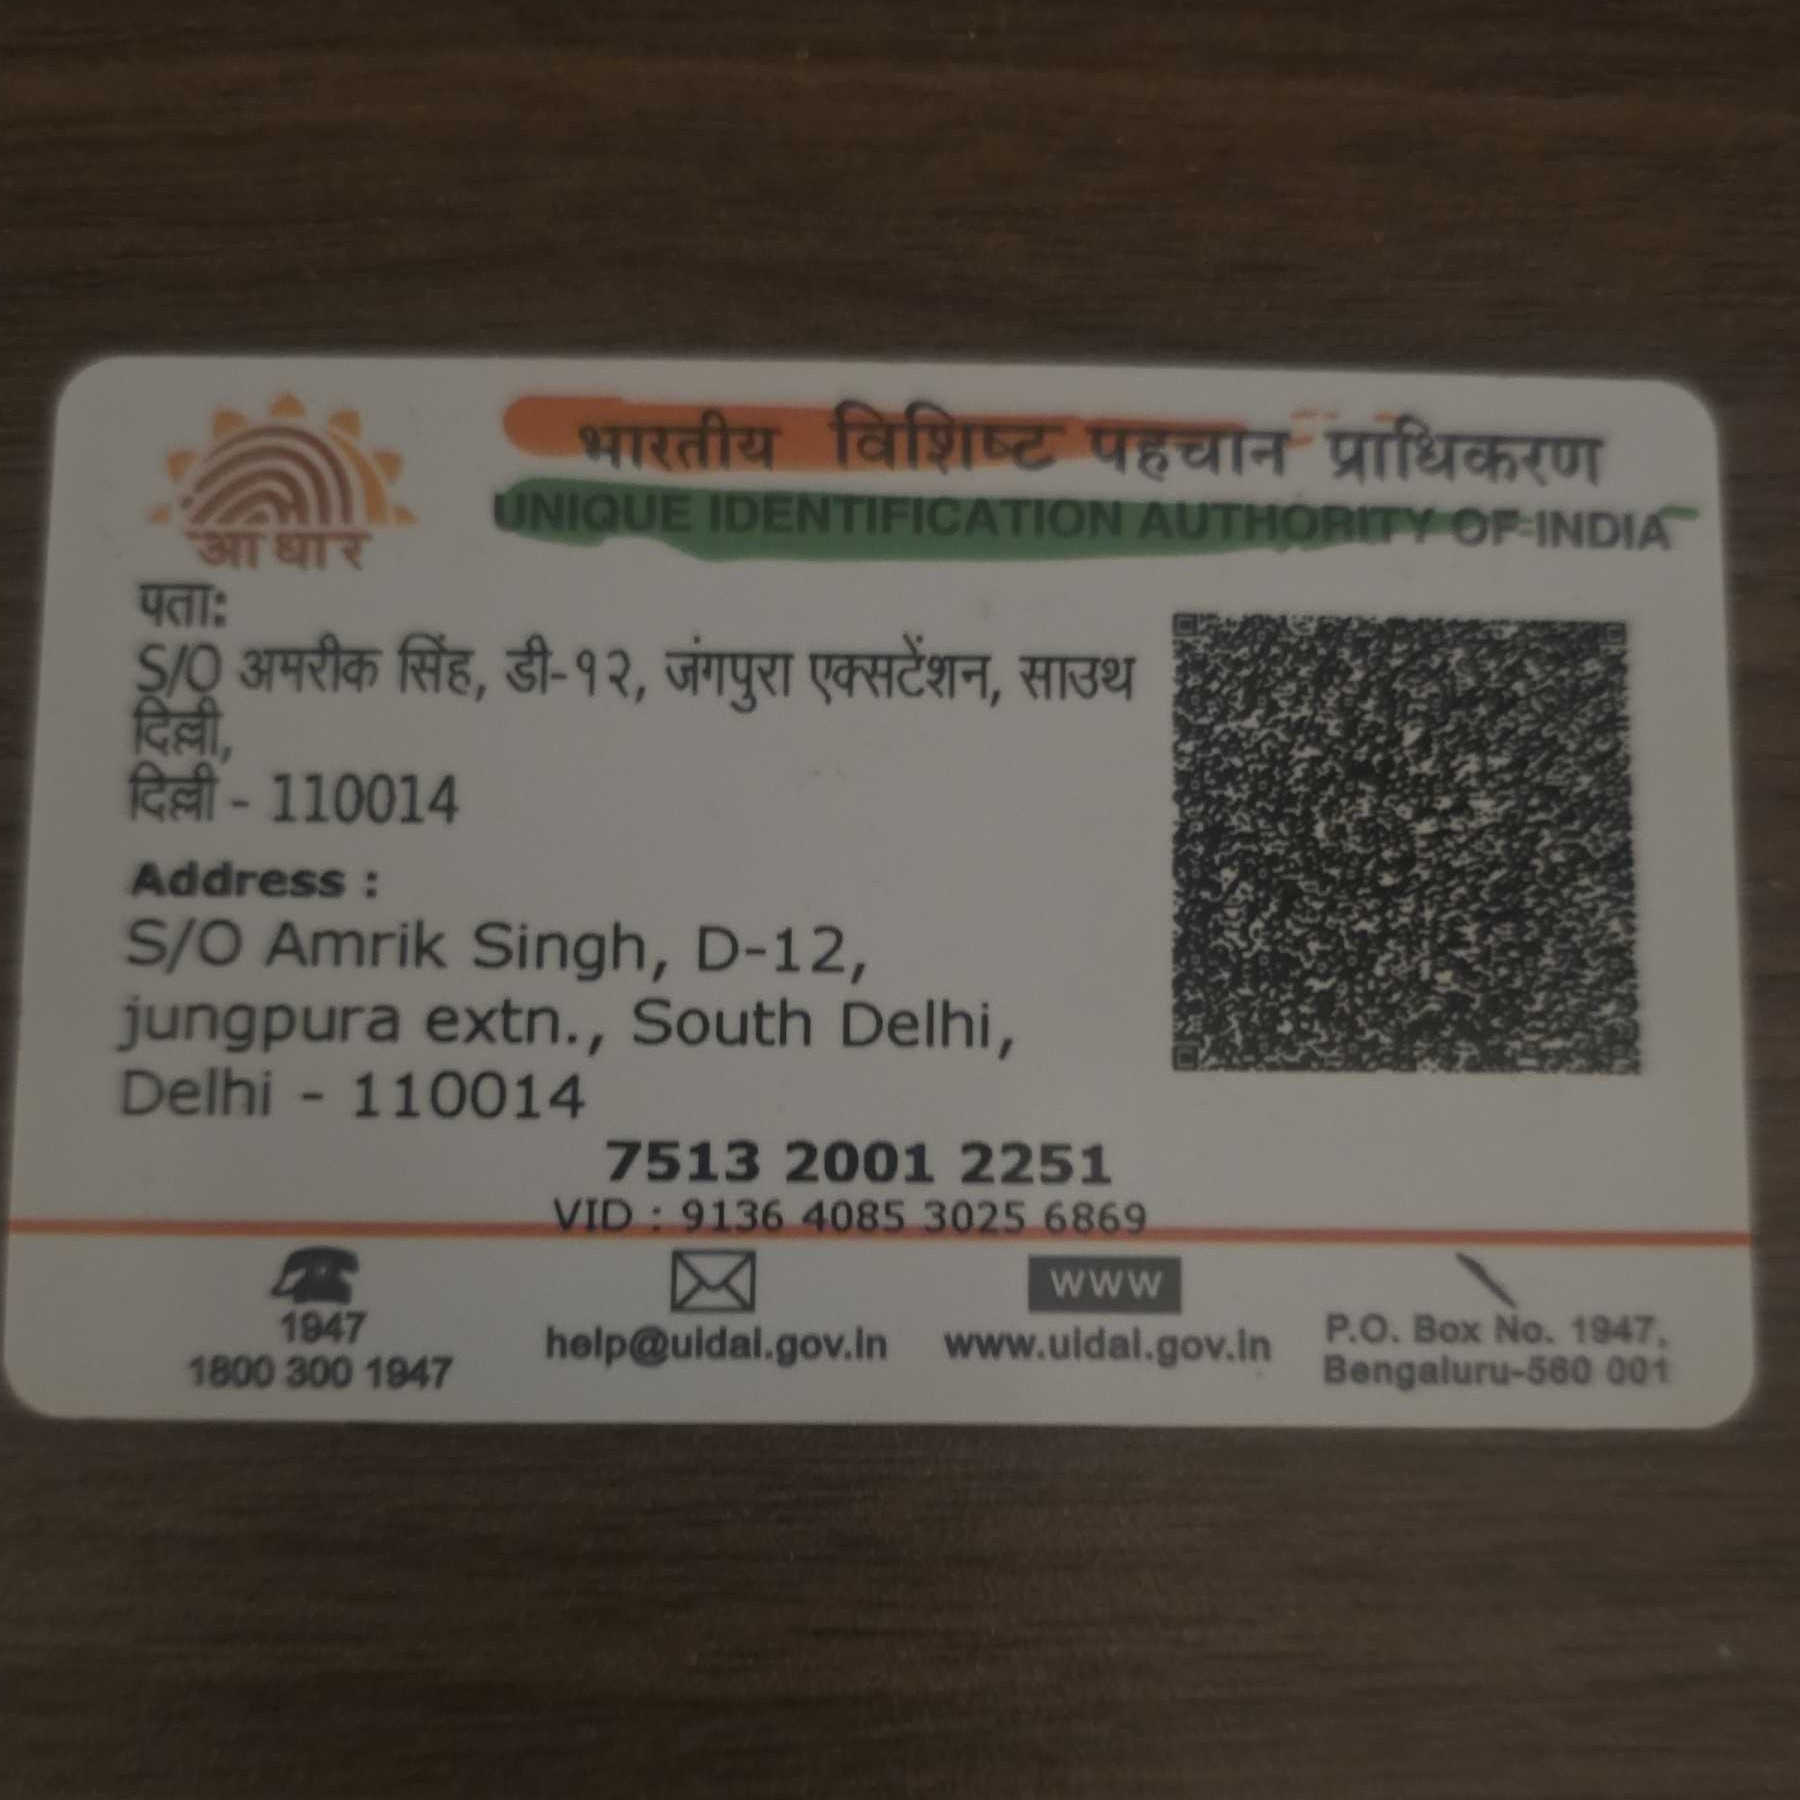 भारतीय विशिष्ट पहचान प्राधिकरण
UNIQUE IDENTIFICATION AUTHORITY OF INDIA
आधार
पता:
S/O अमरीक सिंह, डी-१२, जंगपुरा एक्सटेंशन, साउथ
दिल्ली,
दिल्ली - 110014
Address :
S/O Amrik Singh, D-12,
jungpura extn., South Delhi,
Delhi - 110014
7513 2001 2251
VID : 9136 4085 3025 6869
1947
1800 300 1947
help@uidai.gov.in
www
www.uidai.gov.in
P.O. Box No. 1947,
Bengaluru-560 001